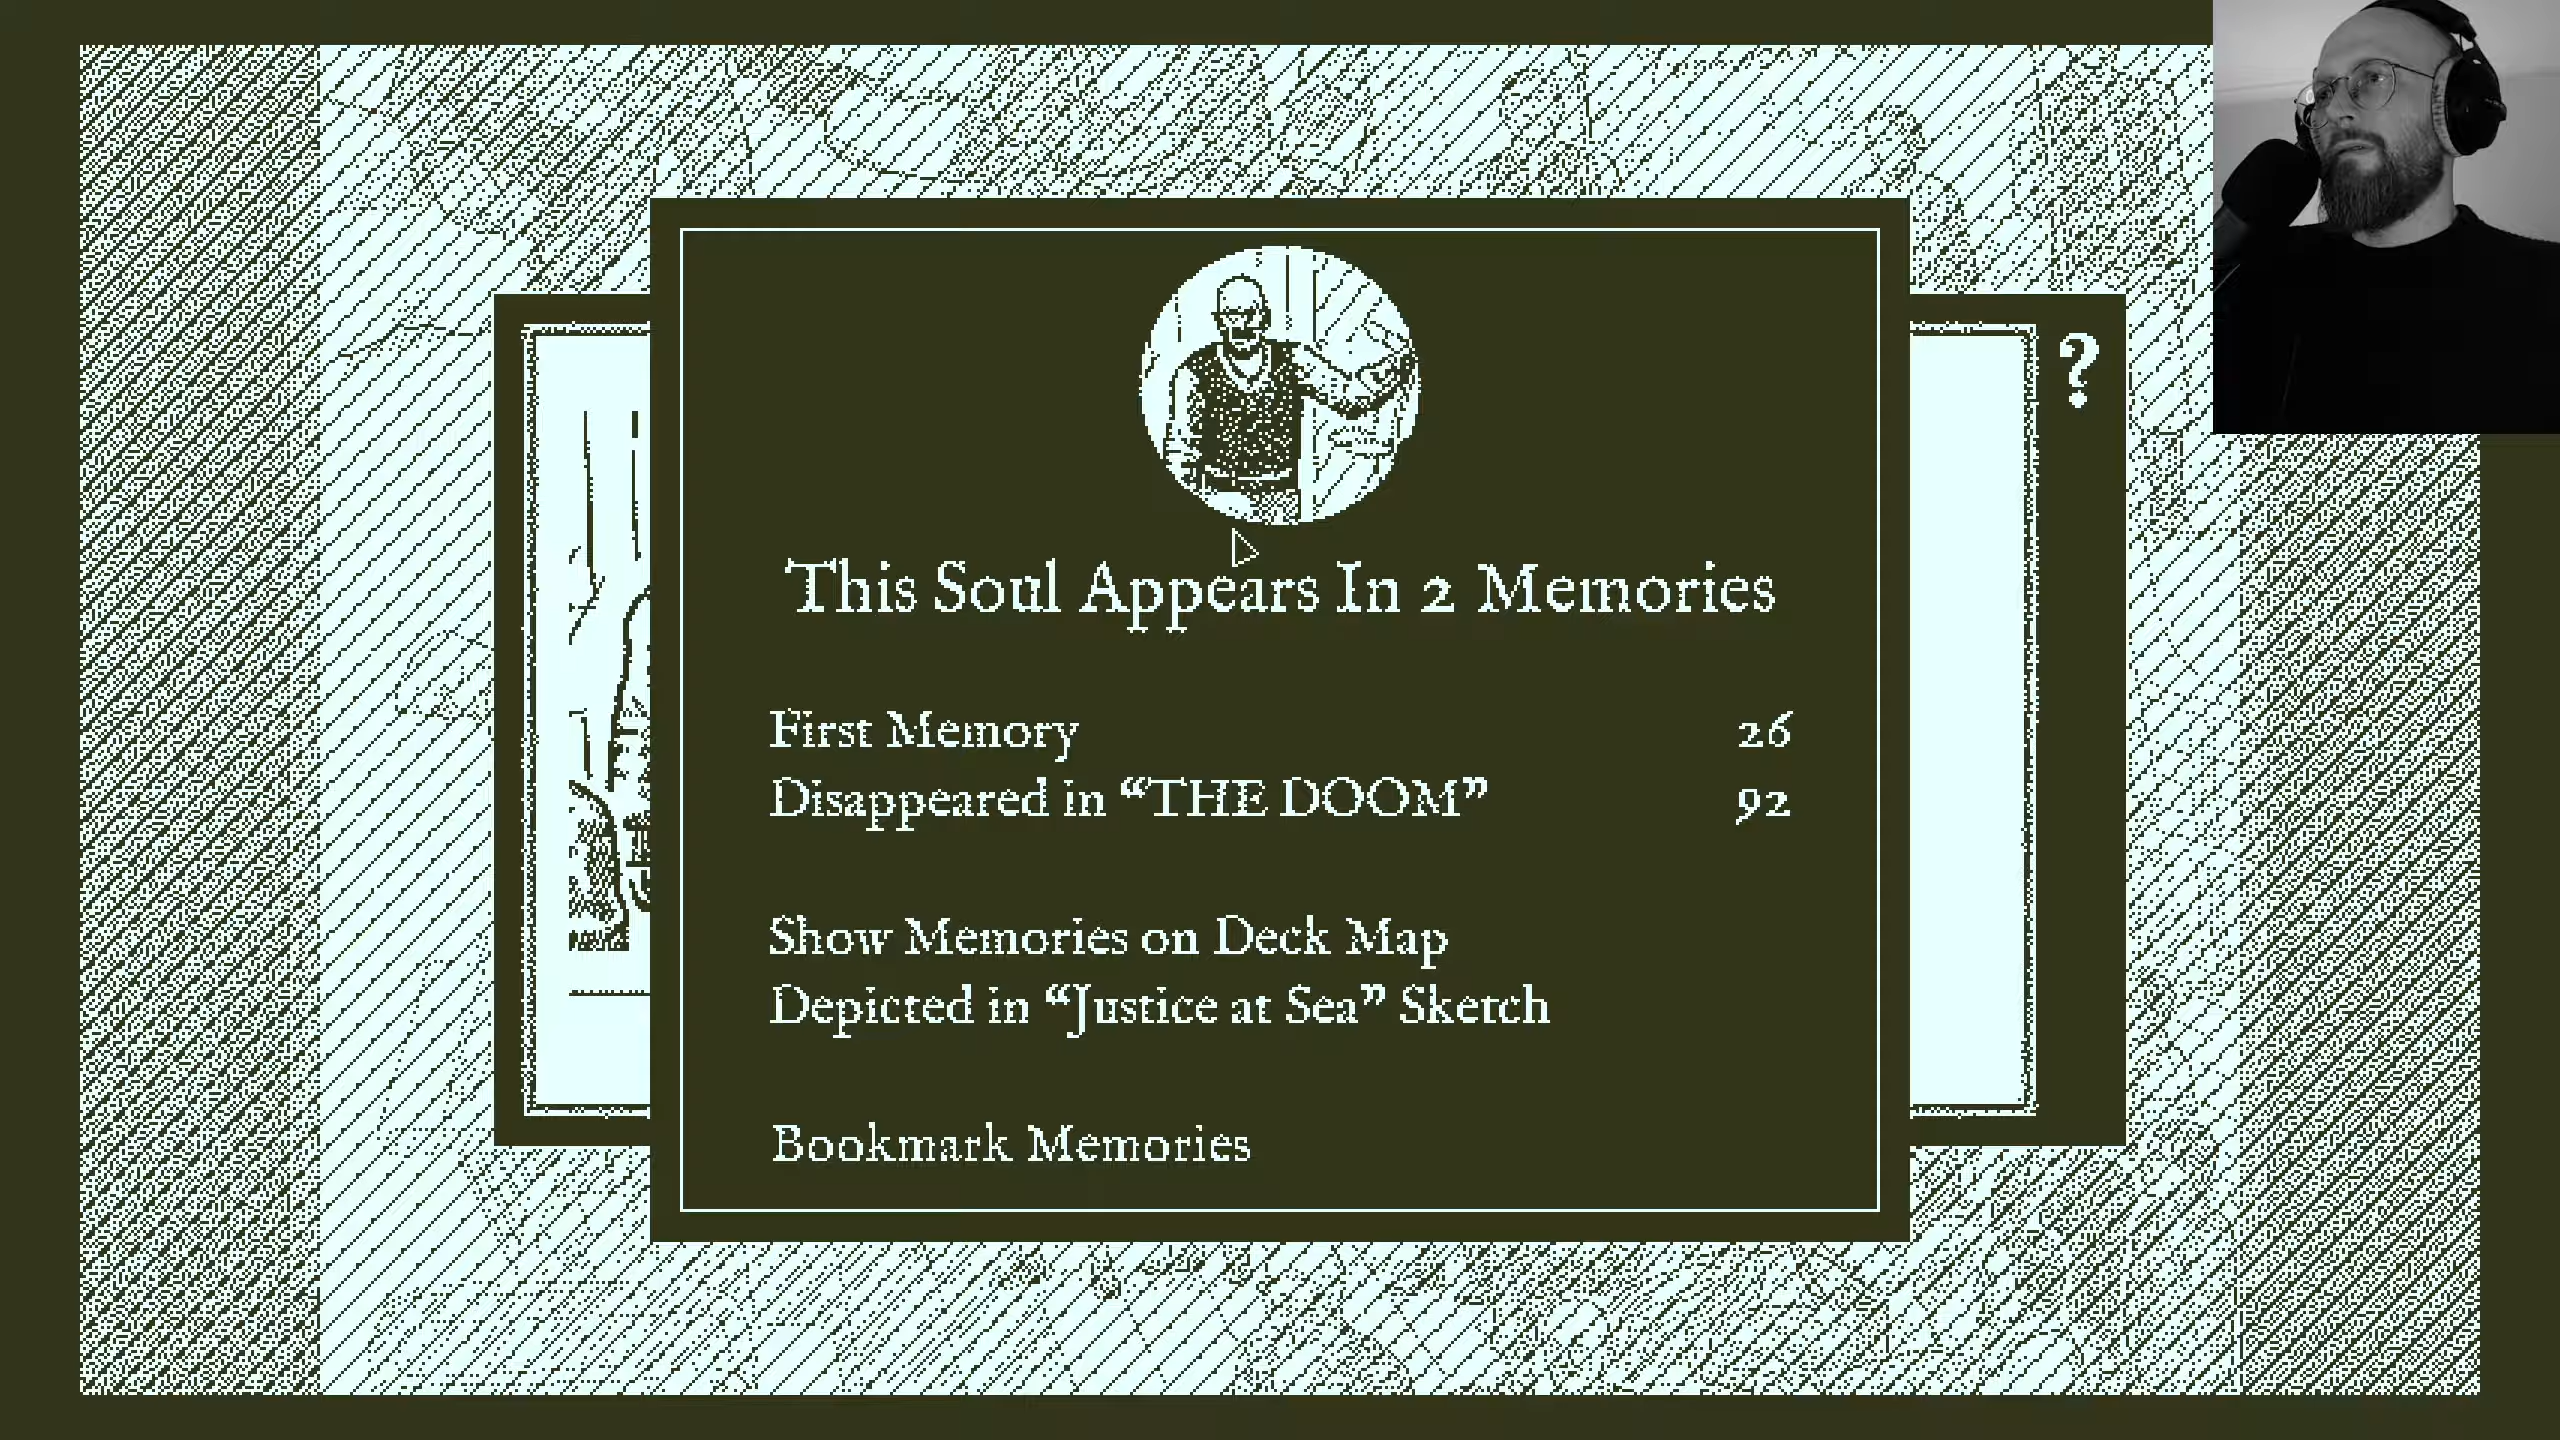 ?
This Soul Appears In 2 Memories
First Memory 26
Disappeared in “THE DOOM” 92
Show Memories on Deck Map
Depicted in “Justice at Sea” Sketch
Bookmark Memories